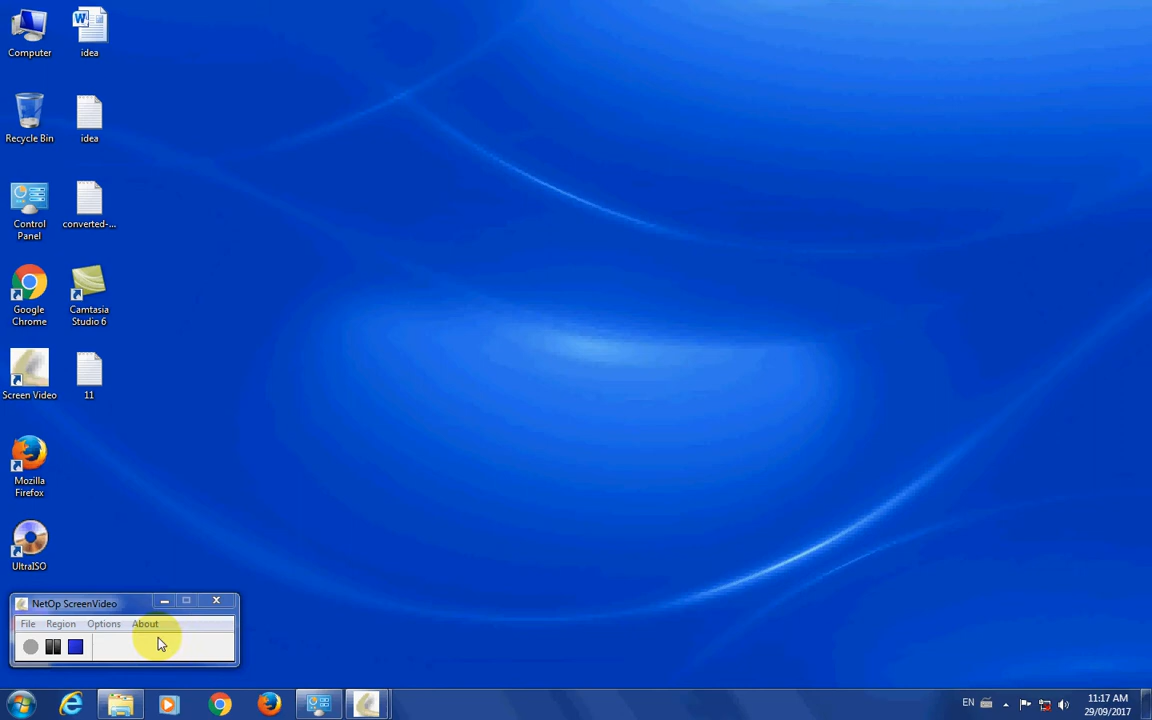 Computer
idea
Recycle Bin
idea
Control
Panel
converted-...
Google
Chrome
Camtasia
Studio 6
Screen Video
11
Mozilla
Firefox
UltraISO
NetOp ScreenVideo
File Region Options About
EN
11:17 AM
29/09/2017